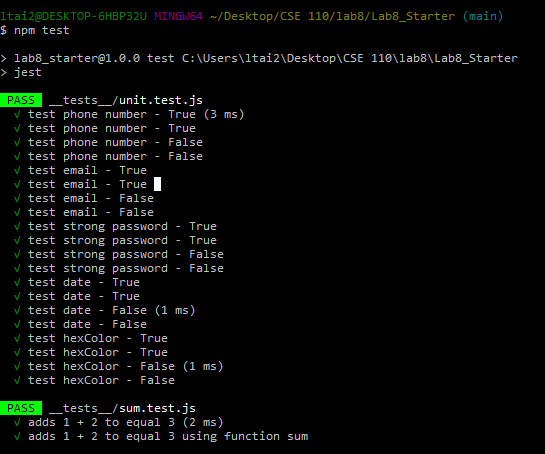 ltai2@DESKTOP-6HBP32U MINGW64 ~/Desktop/CSE 110/lab8/Lab8_Starter (main)
$ npm test
> lab8_starter@1.0.0 test C:\Users\ltai2\Desktop\CSE 110\lab8\Lab8_Starter
> jest
PASS __tests__/unit.test.js
√ test phone number - True (3 ms)
√ test phone number - True
√ test phone number - False
√ test phone number - False
√ test email - True
√ test email - True
√ test email - False
√ test email - False
√ test strong password - True
√ test strong password - True
√ test strong password - False
√ test strong password - False
√ test date - True
√ test date - True
√ test date - False (1 ms)
√ test date - False
√ test hexColor - True
√ test hexColor - True
√ test hexColor - False (1 ms)
√ test hexColor - False
PASS __tests__/sum.test.js
√ adds 1 + 2 to equal 3 (2 ms)
√ adds 1 + 2 to equal 3 using function sum